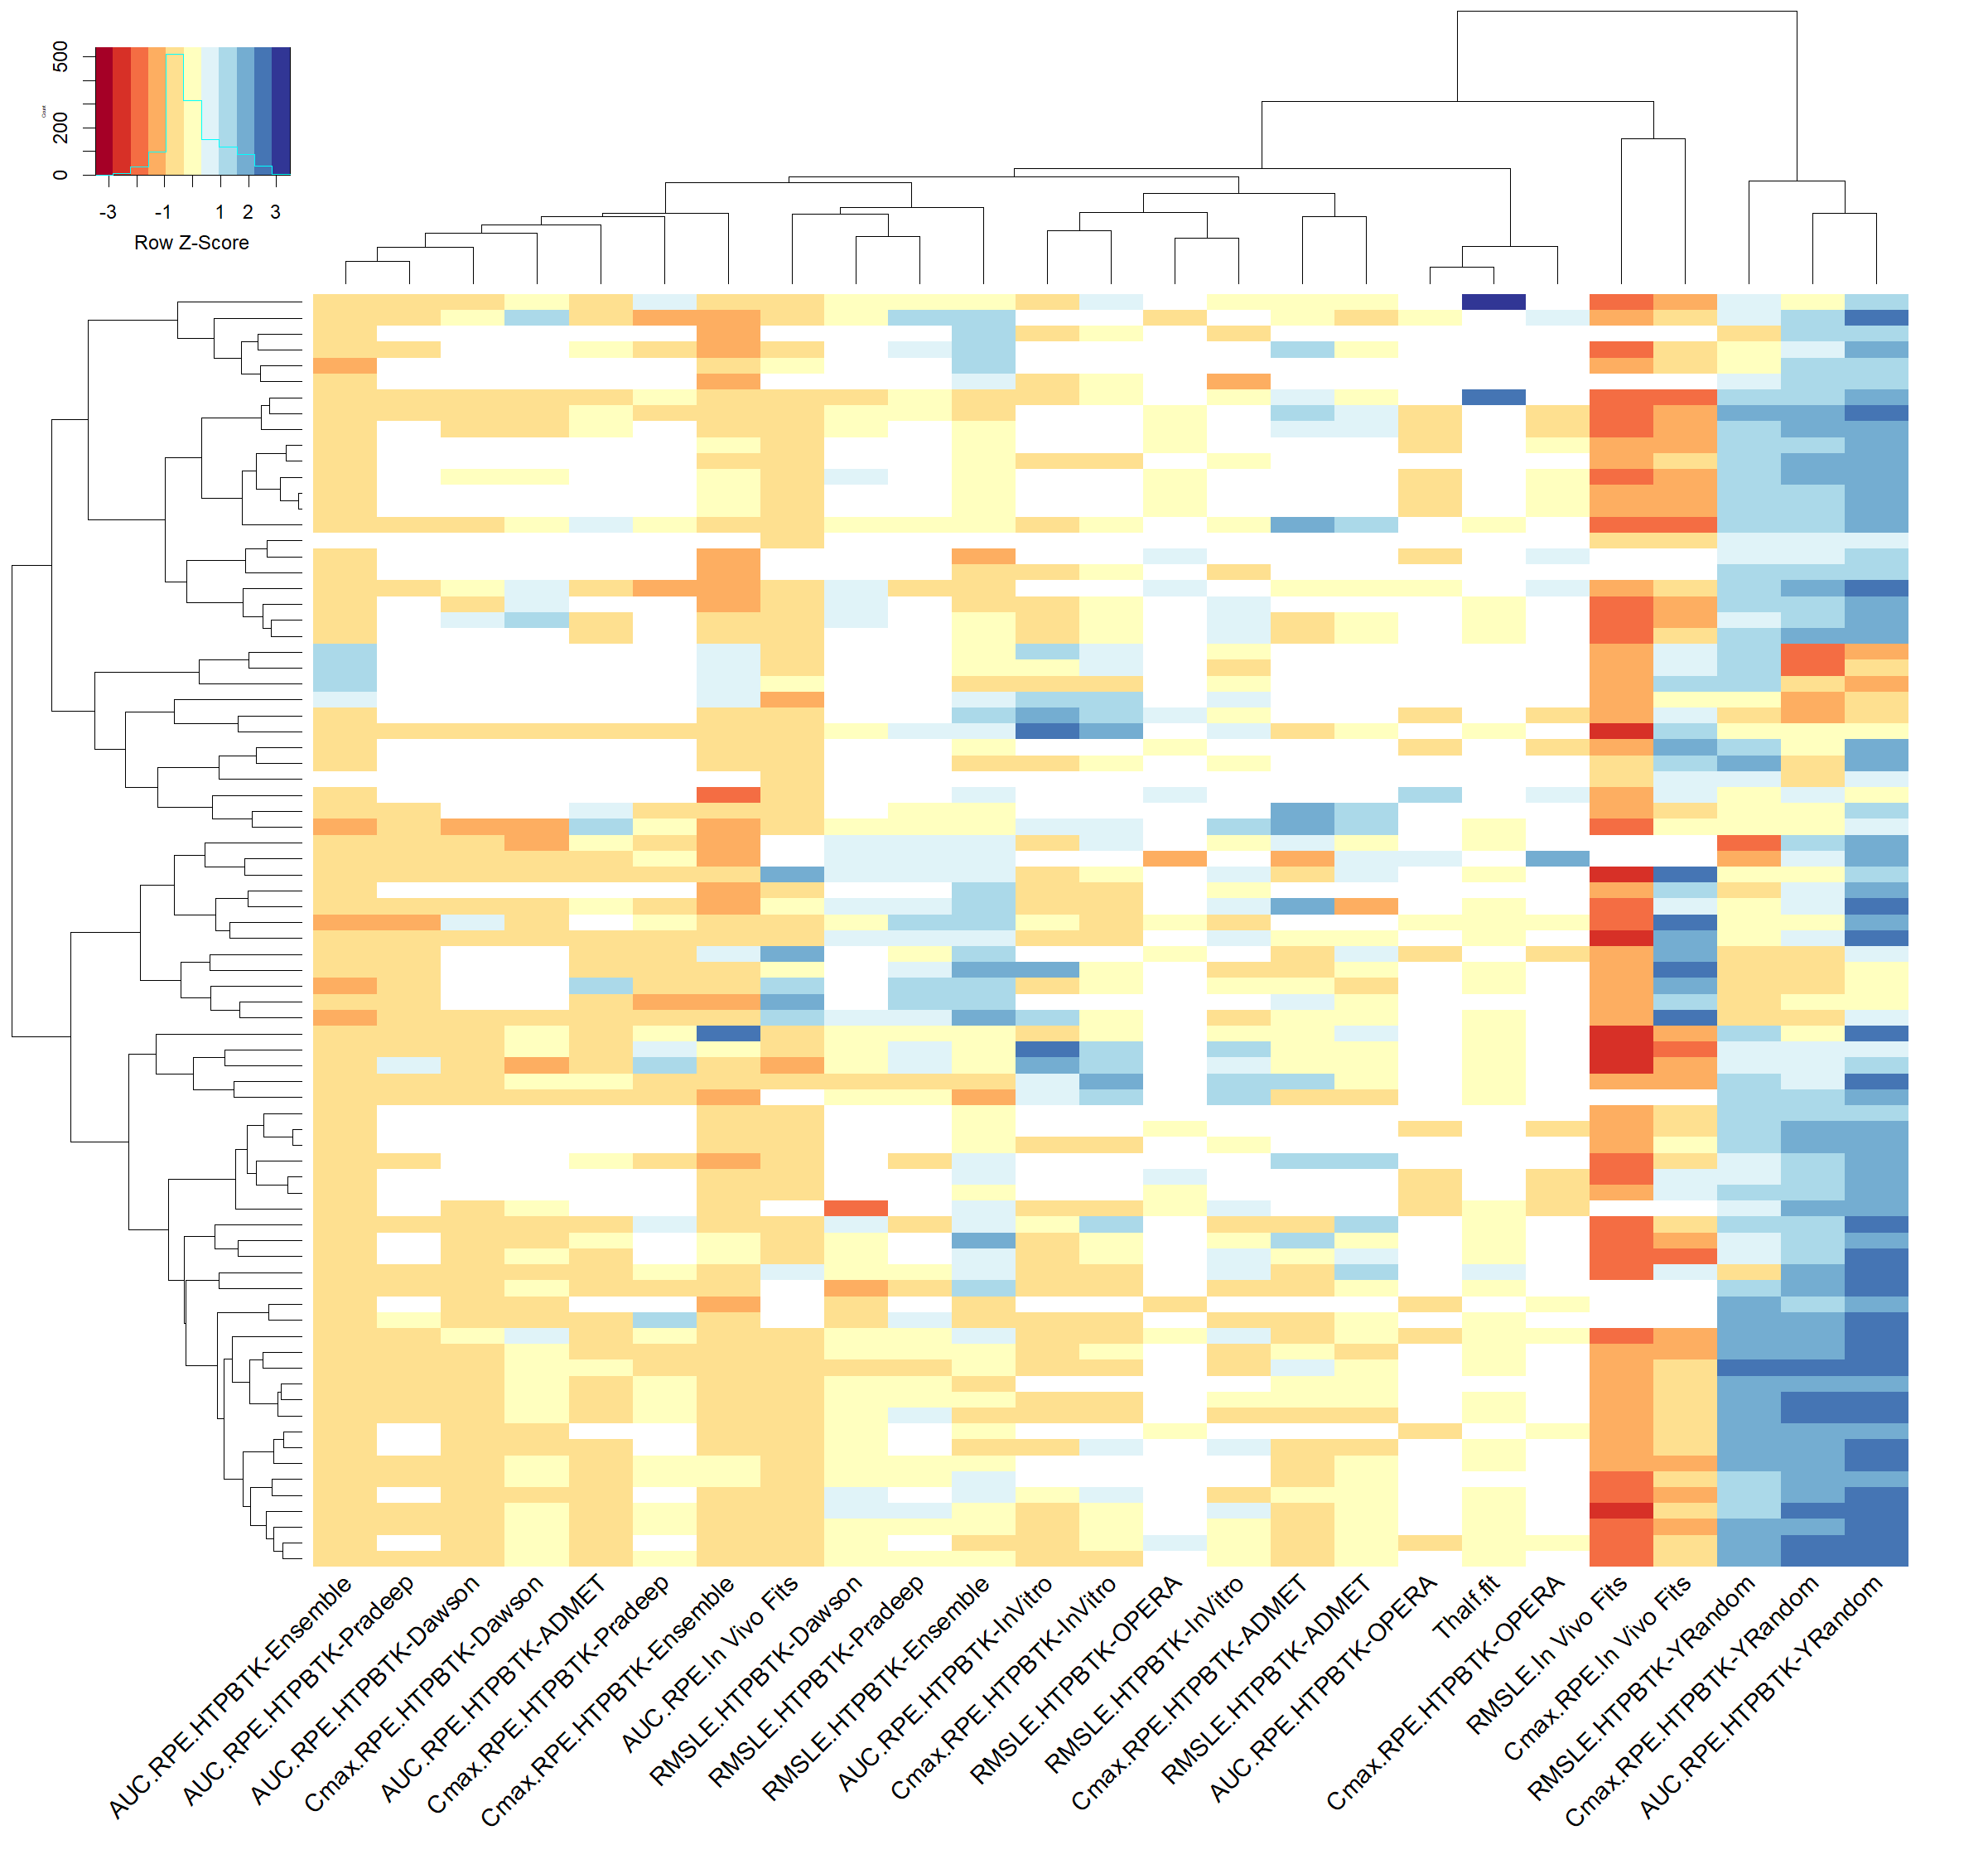 500
200
0
Count
-3
-1
1
2
3
Row Z-Score
AUC.RPE.HTPBTK-Ensemble
AUC.RPE.HTPBTK-Pradeep
AUC.RPE.HTPBTK-Dawson
Cmax.RPE.HTPBTK-Dawson
AUC.RPE.HTPBTK-ADMET
Cmax.RPE.HTPBTK-Pradeep
Cmax.RPE.HTPBTK-Ensemble
AUC.RPE.In Vivo Fits
RMSLE.HTPBTK-Dawson
RMSLE.HTPBTK-Pradeep
RMSLE.HTPBTK-Ensemble
AUC.RPE.HTPBTK-InVitro
Cmax.RPE.HTPBTK-InVitro
RMSLE.HTPBTK-OPERA
RMSLE.HTPBTK-InVitro
Cmax.RPE.HTPBTK-ADMET
RMSLE.HTPBTK-ADMET
AUC.RPE.HTPBTK-OPERA
Thalf.fit
Cmax.RPE.HTPBTK-OPERA
RMSLE.In Vivo Fits
Cmax.RPE.In Vivo Fits
RMSLE.HTPBTK-YRandom
Cmax.RPE.HTPBTK-YRandom
AUC.RPE.HTPBTK-YRandom